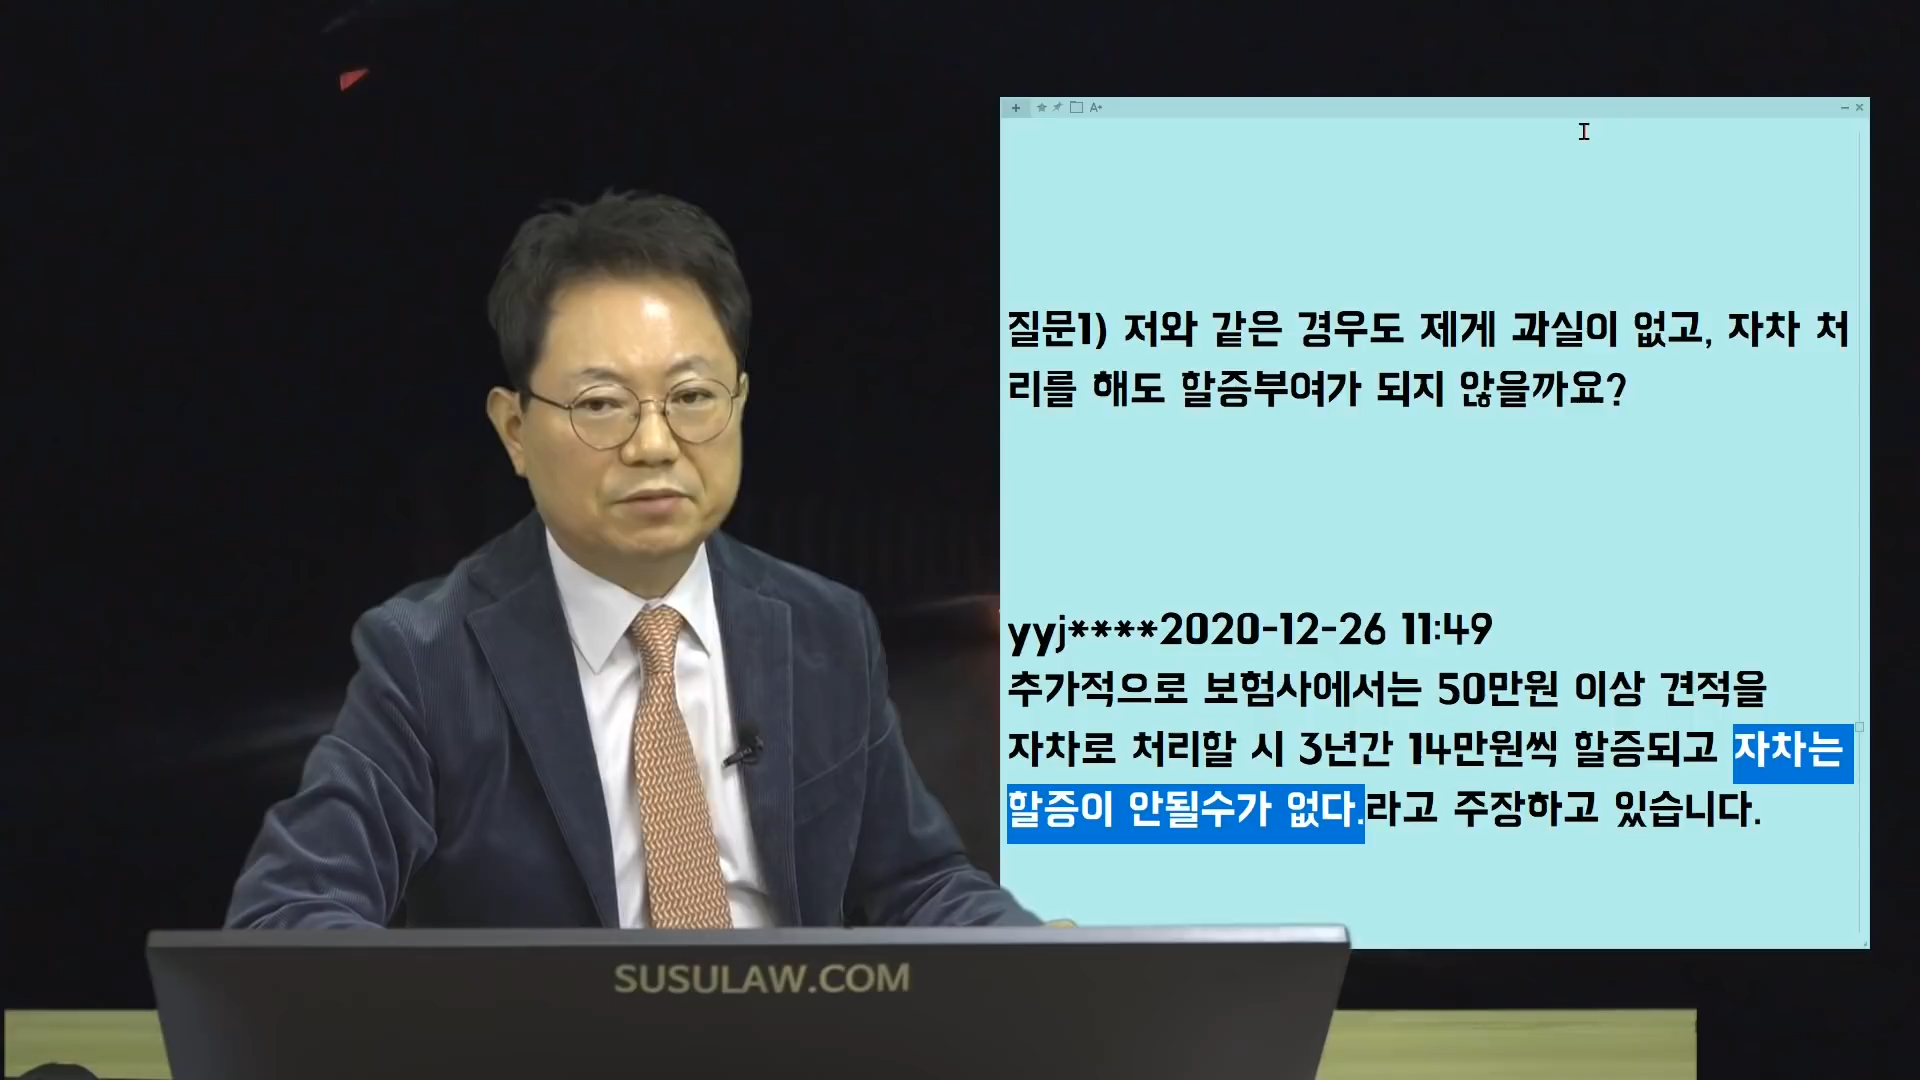 질문1) 저와 같은 경우도 제게 과실이 없고, 자차 처
리를 해도 할증부여가 되지 않을까요?
yyj****2020-12-26 11:49
추가적으로 보험사에서는 50만원 이상 견적을
자차로 처리할 시 3년간 14만원씩 할증되고 자차는
할증이 안될수가 없다.라고 주장하고 있습니다.
SUSULAW.COM